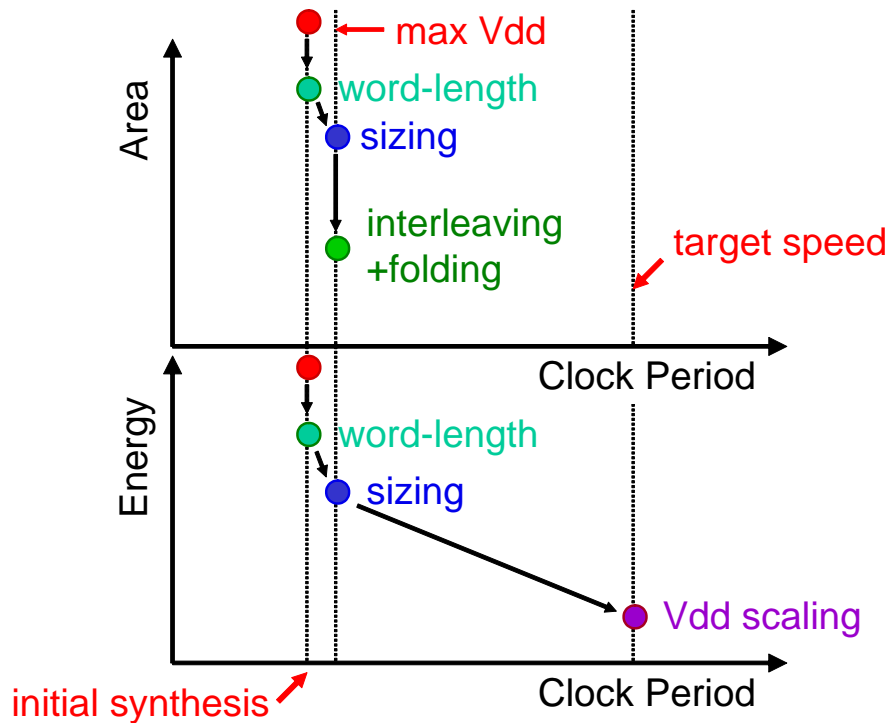 max Vdd
word-length
sizing
Area
interleaving
+folding
target speed
Clock Period
word-length
sizing
Energy
Vdd scaling
initial synthesis
Clock Period